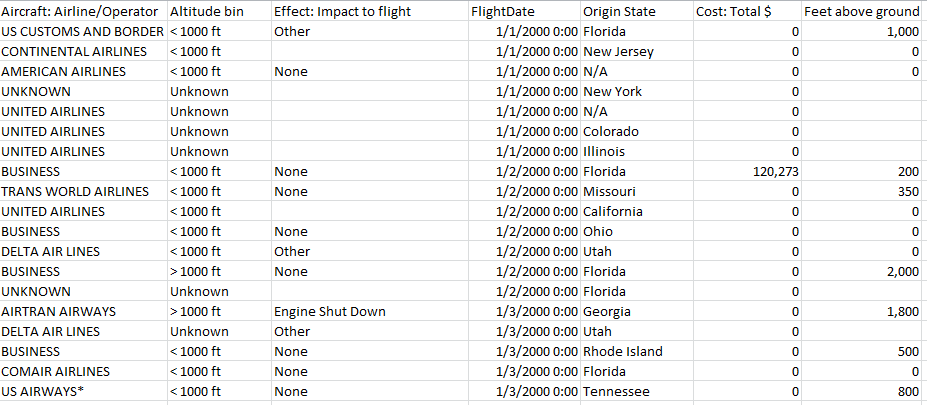 Aircraft: Airline/Operator Altitude bin Effect: Impact to flight FlightDate Origin State Cost: Total $ Feet above ground
US CUSTOMS AND BORDER < 1000 ft Other 1/1/2000 0:00 Florida 0 1,000
CONTINENTAL AIRLINES < 1000 ft 1/1/2000 0:00 New Jersey 0 0
AMERICAN AIRLINES < 1000 ft None 1/1/2000 0:00 N/A 0 0
UNKNOWN Unknown 1/1/2000 0:00 New York 0
UNITED AIRLINES Unknown 1/1/2000 0:00 N/A 0
UNITED AIRLINES Unknown 1/1/2000 0:00 Colorado 0
UNITED AIRLINES Unknown 1/1/2000 0:00 Illinois 0
BUSINESS < 1000 ft None 1/2/2000 0:00 Florida 120,273 200
TRANS WORLD AIRLINES < 1000 ft None 1/2/2000 0:00 Missouri 0 350
UNITED AIRLINES < 1000 ft 1/2/2000 0:00 California 0 0
BUSINESS < 1000 ft None 1/2/2000 0:00 Ohio 0 0
DELTA AIR LINES < 1000 ft Other 1/2/2000 0:00 Utah 0 0
BUSINESS > 1000 ft None 1/2/2000 0:00 Florida 0 2,000
UNKNOWN Unknown 1/2/2000 0:00 Florida 0
AIRTRAN AIRWAYS > 1000 ft Engine Shut Down 1/3/2000 0:00 Georgia 0 1,800
DELTA AIR LINES Unknown Other 1/3/2000 0:00 Utah 0
BUSINESS < 1000 ft None 1/3/2000 0:00 Rhode Island 0 500
COMAIR AIRLINES < 1000 ft None 1/3/2000 0:00 Florida 0 0
US AIRWAYS* < 1000 ft None 1/3/2000 0:00 Tennessee 0 800